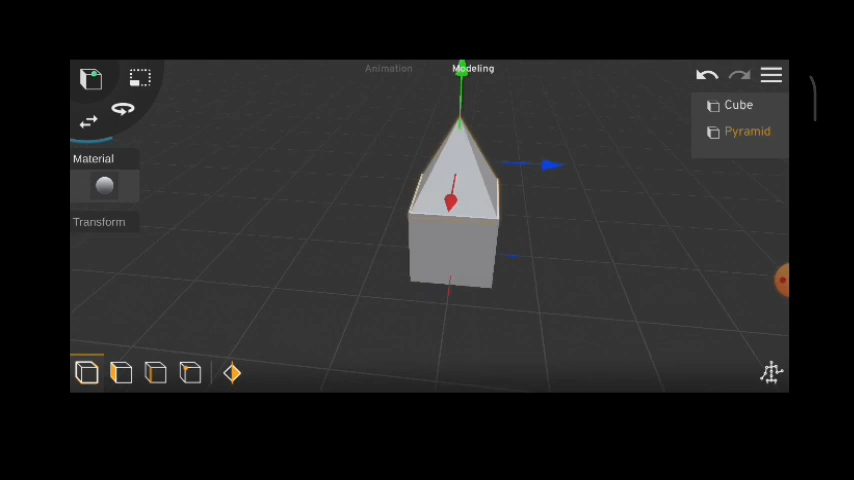 Animation
Modeling
Cube
Pyramid
Material
Transform